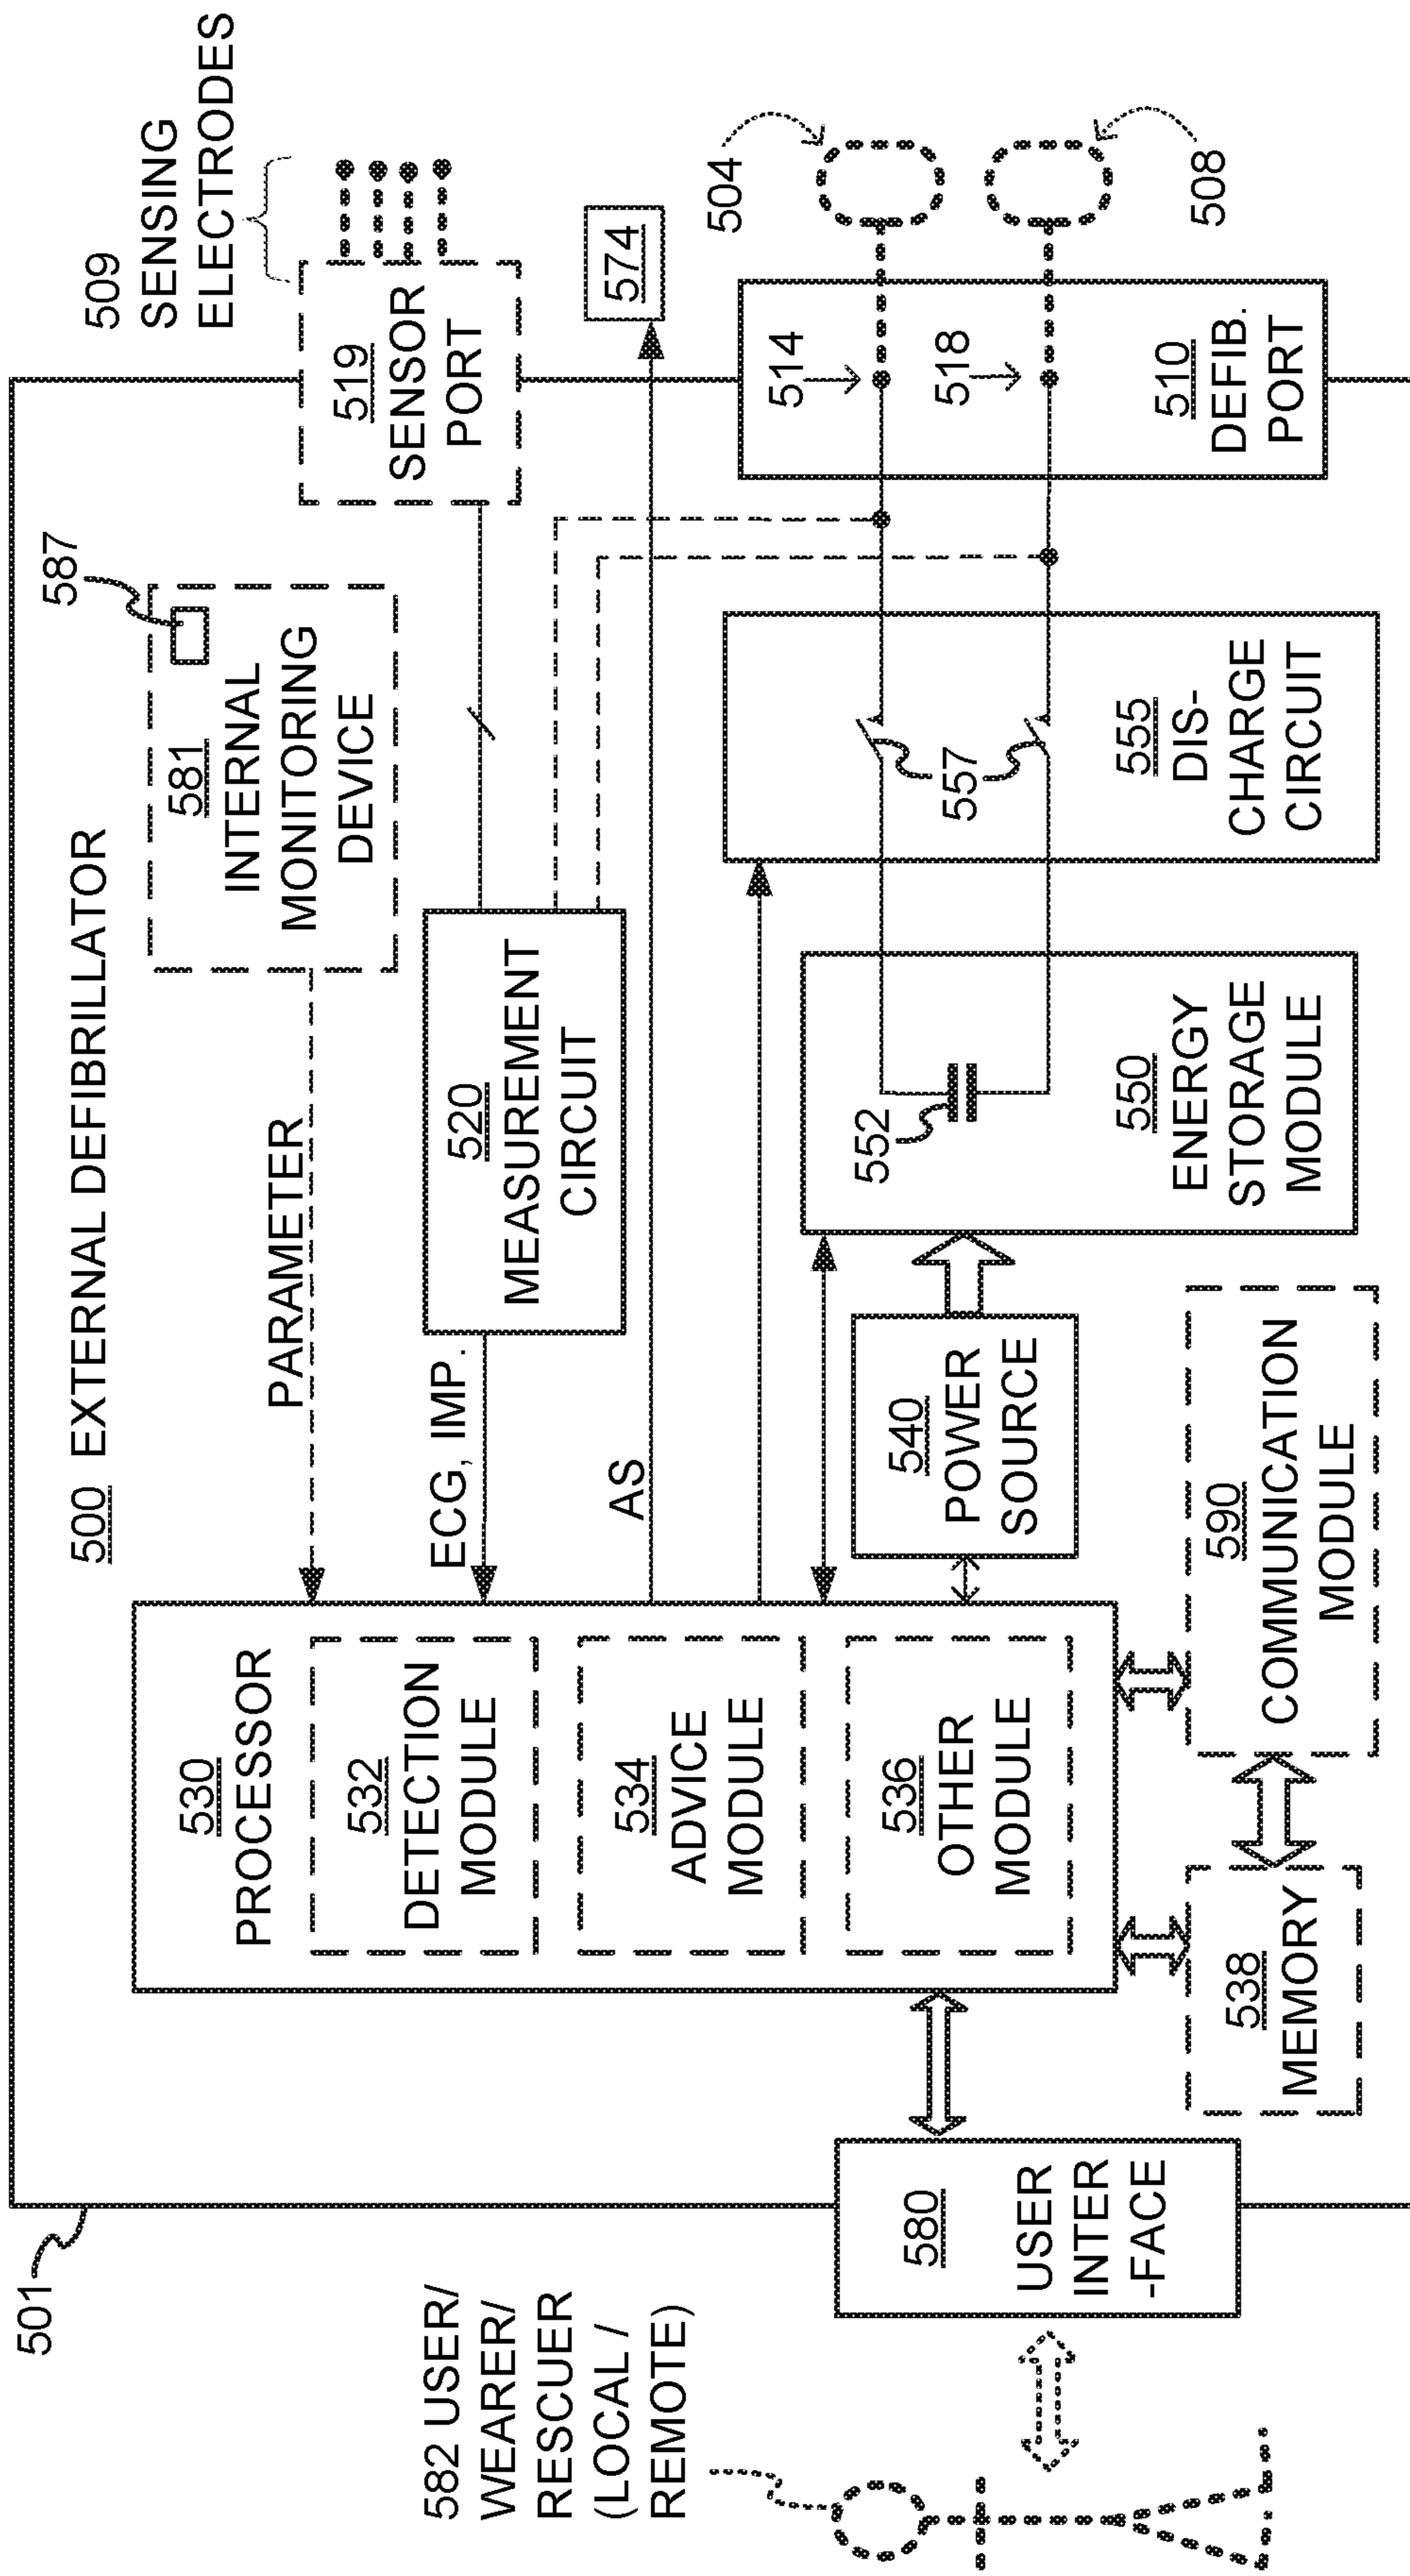 501
500 EXTERNAL DEFIBRILLATOR
587
509
SENSING
ELECTRODES
581
INTERNAL
MONITORING
DEVICE
519
SENSOR
PORT
PARAMETER
530
PROCESSOR
532
DETECTION
MODULE
534
ADVICE
MODULE
536
OTHER
MODULE
ECG, IMP.
520
MEASUREMENT
CIRCUIT
AS
574
582 USER/
WEARER/
RESCUER
(LOCAL /
REMOTE)
580
USER
INTER
-FACE
540
POWER
SOURCE
552
550
ENERGY
STORAGE
MODULE
557
555
DIS-
CHARGE
CIRCUIT
514
518
510
DEFIB.
PORT
504
508
538
MEMORY
590
COMMUNICATION
MODULE